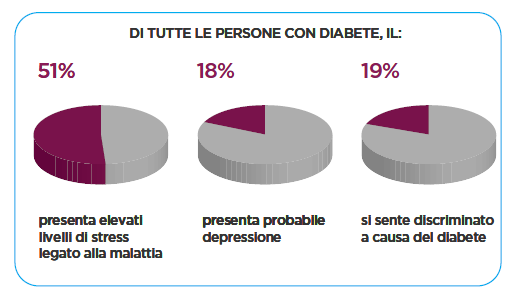 DI TUTTE LE PERSONE CON DIABETE, IL:
51%
presenta elevati
livelli di stress
legato alla malattia
18%
presenta probabile
depressione
19%
si sente discriminato
a causa del diabete